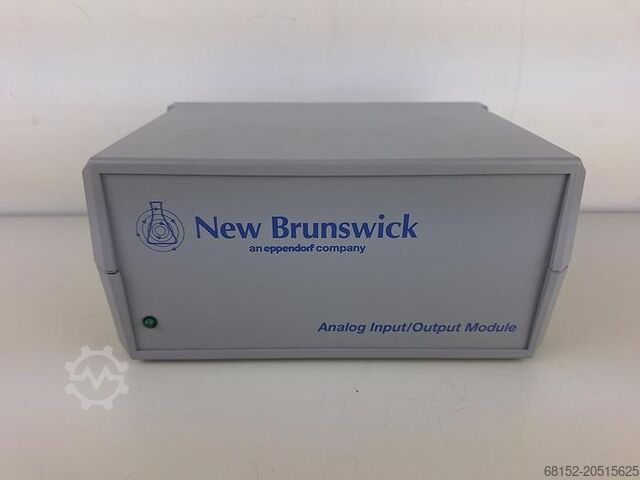 New Brunswick
an eppendorf company
Analog Input/Output Module
68152-20515625